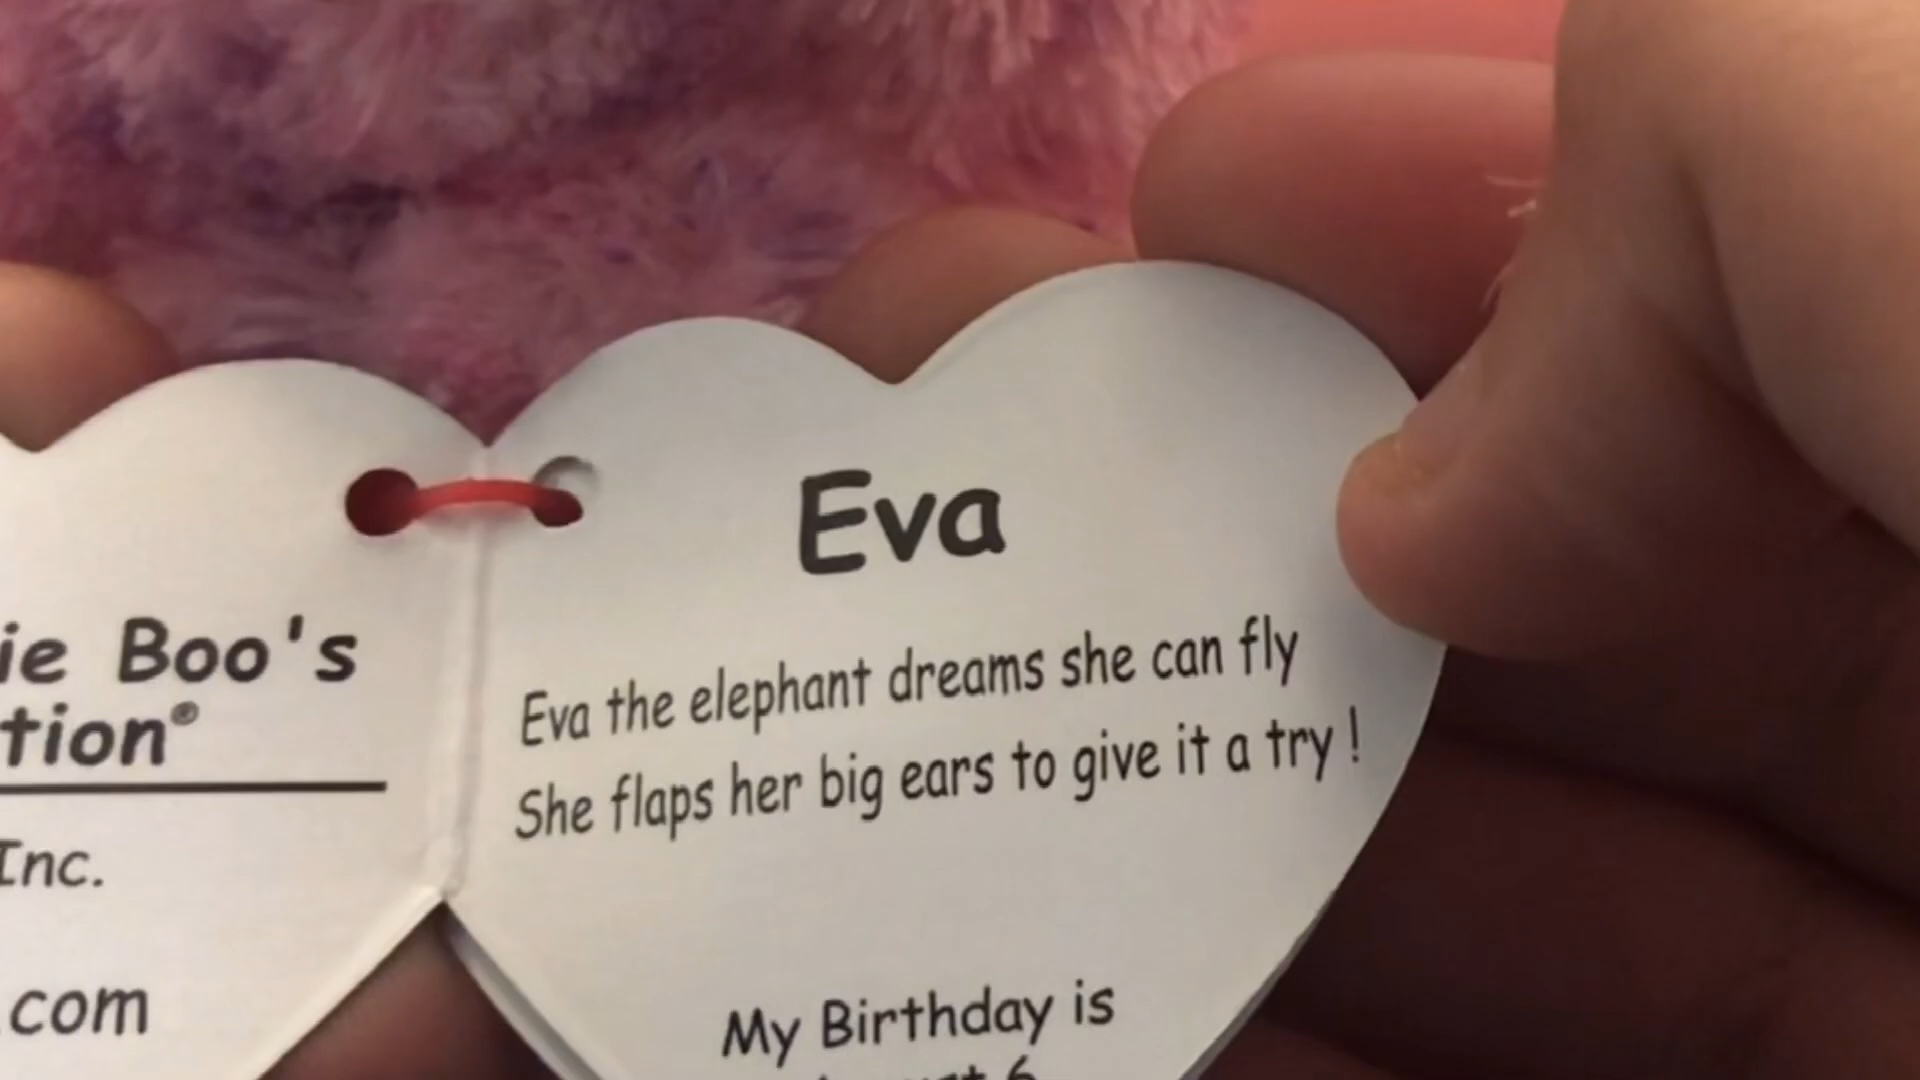 ie Boo's
tion®
Inc.
.com
Eva
Eva the elephant dreams she can fly
She flaps her big ears to give it a try !
My Birthday is
6